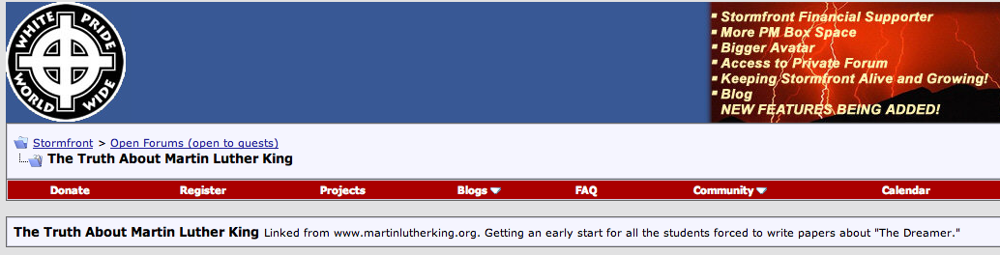 WHITE PRIDE
WORLD WIDE
Stormfront Financial Supporter
More PM Box Space
Bigger Avatar
Access to Private Forum
Keeping Stormfront Alive and Growing!
Blog
NEW FEATURES BEING ADDED!
Stormfront > Open Forums (open to guests)
The Truth About Martin Luther King
Donate Register Projects Blogs FAQ Community Calendar
The Truth About Martin Luther King Linked from www.martinlutherking.org. Getting an early start for all the students forced to write papers about "The Dreamer."